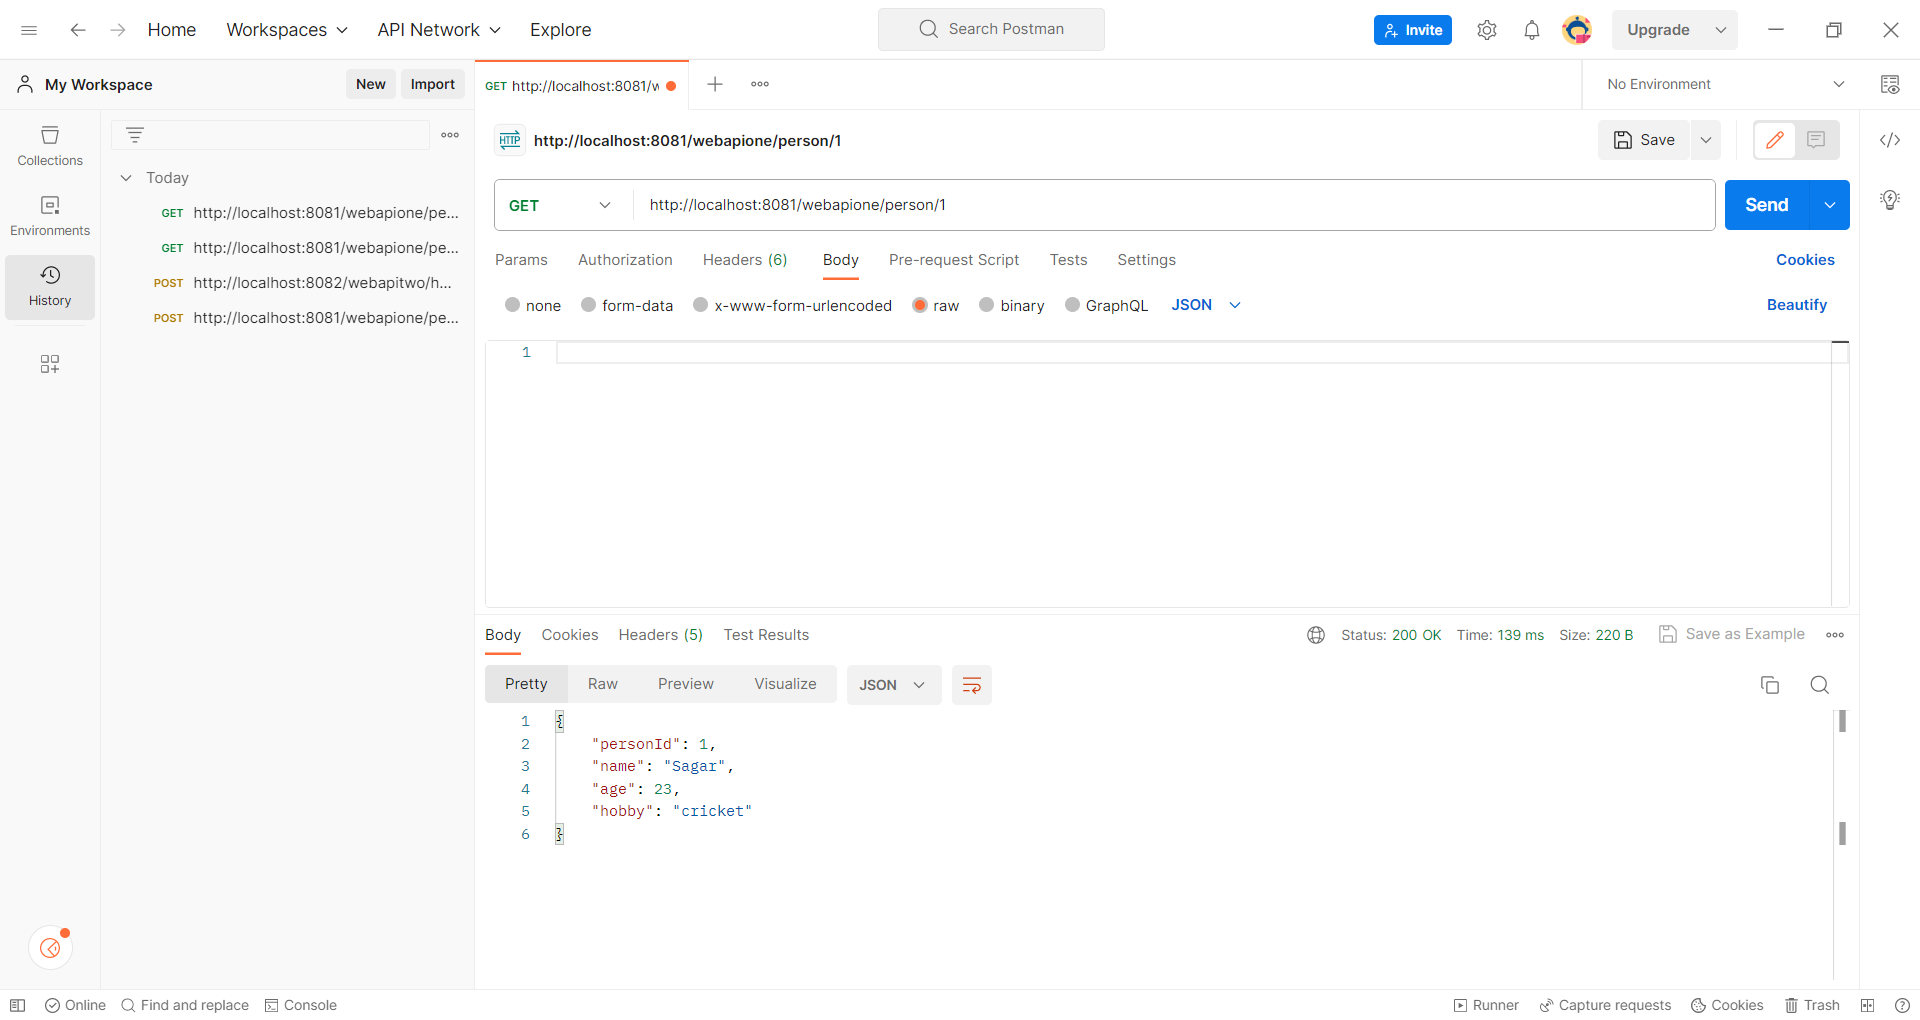 Home Workspaces API Network Explore Search Postman Invite Upgrade
My Workspace New Import GET http://localhost:8081/w No Environment
HTTP http://localhost:8081/webapione/person/1 Save
Collections
Environments
History
Today
GET http://localhost:8081/webapione/pe...
GET http://localhost:8081/webapione/pe...
POST http://localhost:8082/webapitwo/h...
POST http://localhost:8081/webapione/pe...
GET http://localhost:8081/webapione/person/1 Send
Params Authorization Headers (6) Body Pre-request Script Tests Settings Cookies
none form-data x-www-form-urlencoded raw binary GraphQL JSON Beautify
1
Body Cookies Headers (5) Test Results Status: 200 OK Time: 139 ms Size: 220 B Save as Example
Pretty Raw Preview Visualize JSON
1 {
2 "personId": 1,
3 "name": "Sagar",
4 "age": 23,
5 "hobby": "cricket"
6 }
Online Find and replace Console Runner Capture requests Cookies Trash